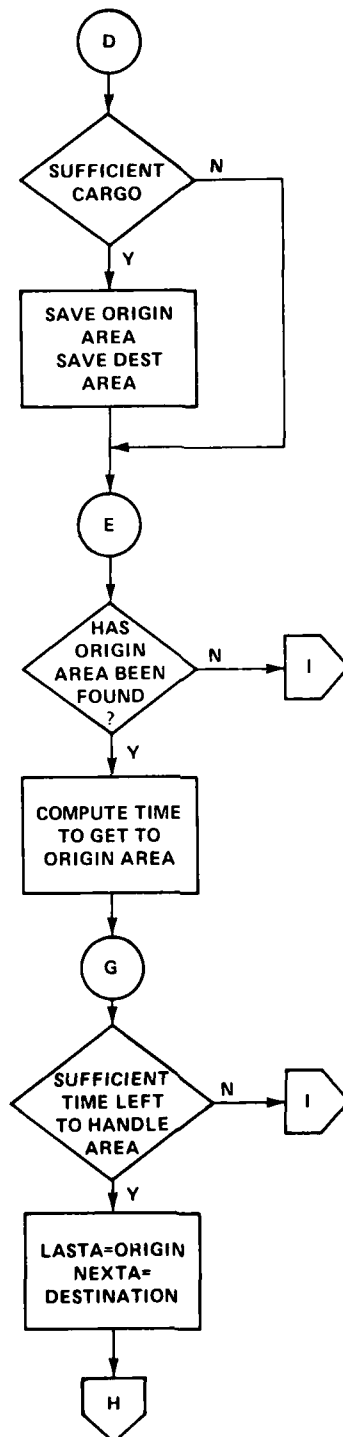 D
SUFFICIENT
CARGO
N
Y
SAVE ORIGIN
AREA
SAVE DEST
AREA
E
HAS
ORIGIN
AREA BEEN
FOUND
?
N
I
Y
COMPUTE TIME
TO GET TO
ORIGIN AREA
G
SUFFICIENT
TIME LEFT
TO HANDLE
AREA
N
I
Y
LASTA=ORIGIN
NEXTA=
DESTINATION
H